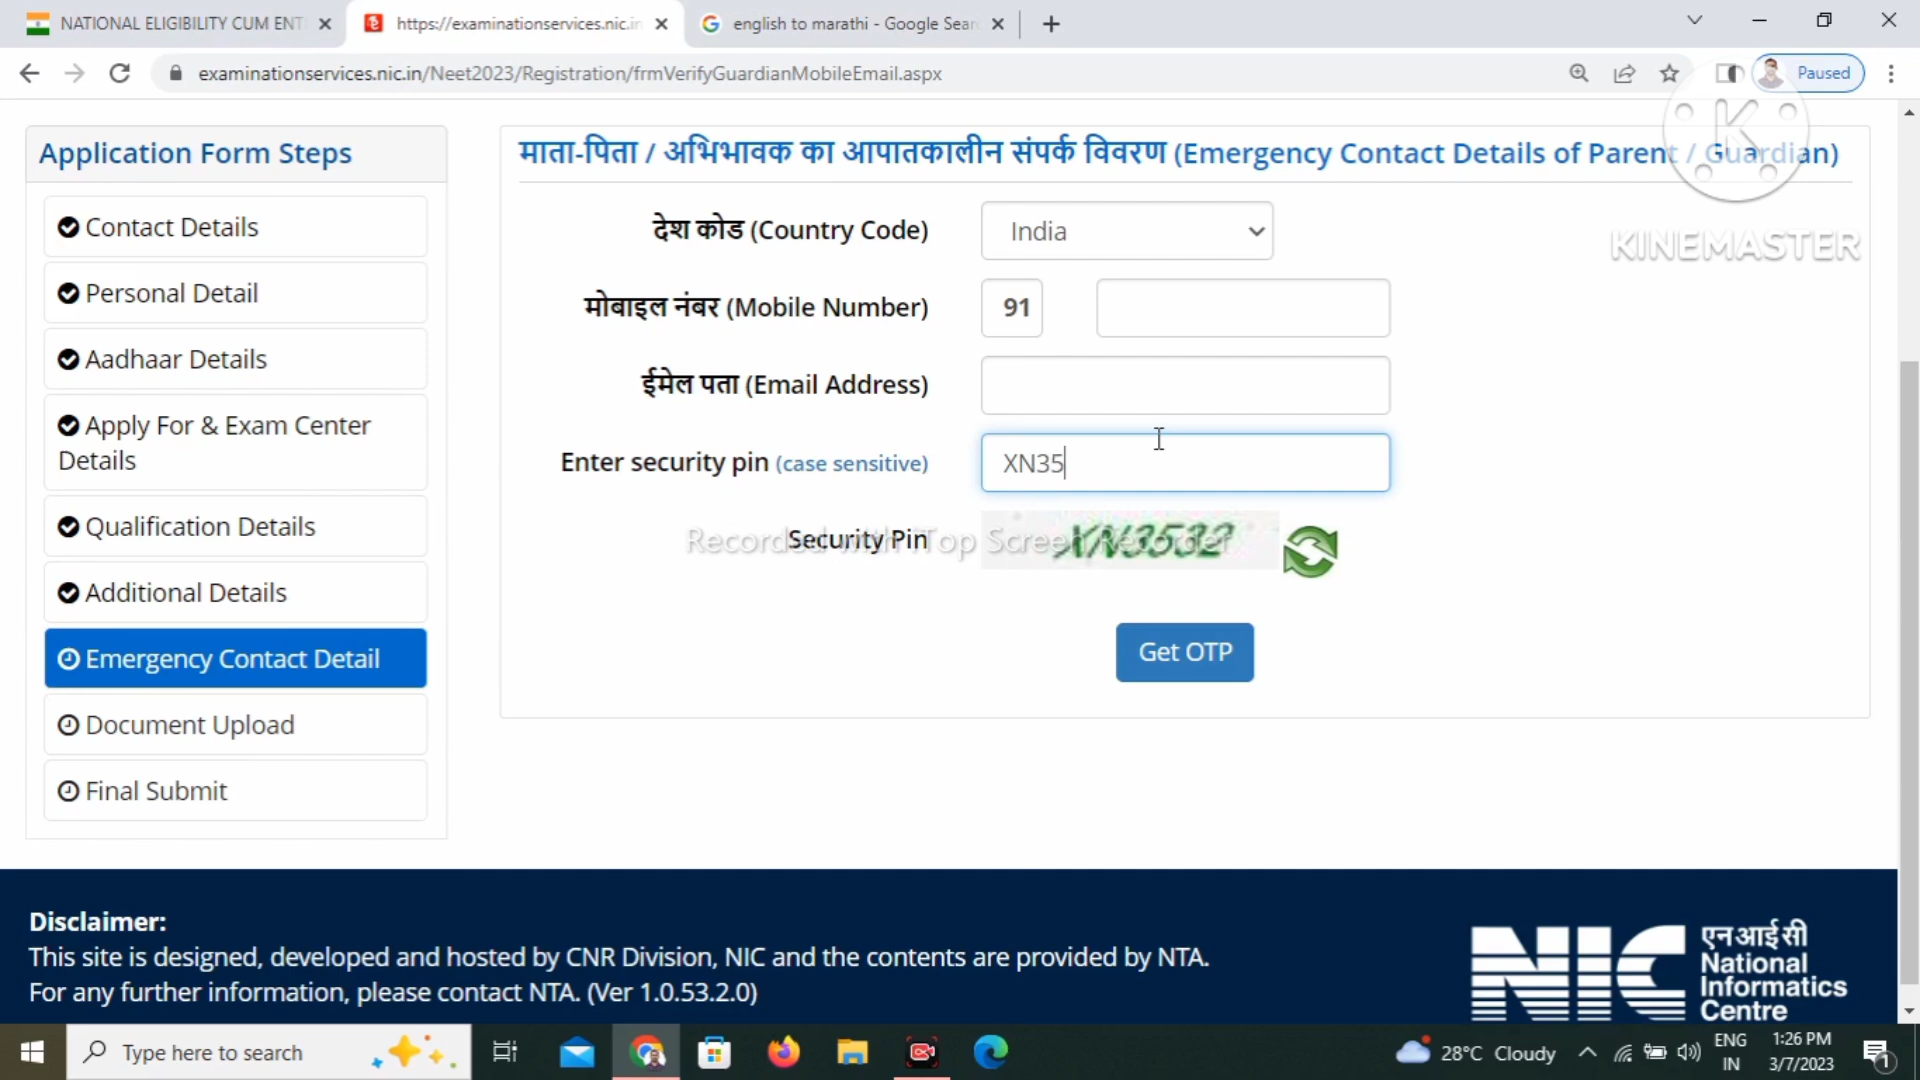 NATIONAL ELIGIBILITY CUM ENT
https://examinationservices.nic.in
english to marathi - Google Sear
examinationservices.nic.in/Neet2023/Registration/frmVerifyGuardianMobileEmail.aspx
Paused
Application Form Steps
Contact Details
Personal Detail
Aadhaar Details
Apply For & Exam Center
Details
Qualification Details
Additional Details
Emergency Contact Detail
Document Upload
Final Submit
माता-पिता / अभिभावक का आपातकालीन संपर्क विवरण (Emergency Contact Details of Parent / Guardian)
K
KINEMASTER
देश कोड (Country Code)
India
मोबाइल नंबर (Mobile Number)
91
ईमेल पता (Email Address)
Enter security pin (case sensitive)
XN35
Security Pin
XN3532
Recorded with iTop Screen Recorder
Get OTP
Disclaimer:
This site is designed, developed and hosted by CNR Division, NIC and the contents are provided by NTA.
For any further information, please contact NTA. (Ver 1.0.53.2.0)
NIC
एन आई सी
National
Informatics
Centre
Type here to search
28°C Cloudy
ENG
IN
1:26 PM
3/7/2023
1